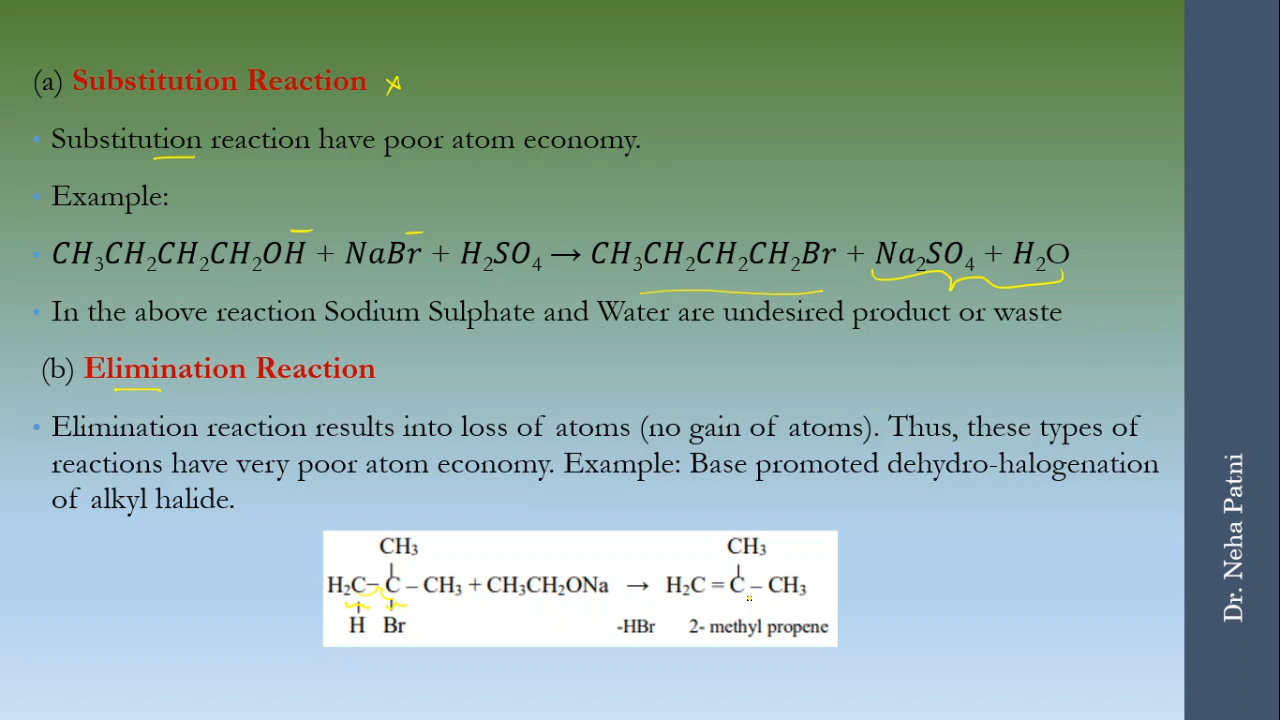 (a) Substitution Reaction
• Substitution reaction have poor atom economy.
• Example:
• CH₃CH₂CH₂CH₂OH + NaBr + H₂SO₄ → CH₃CH₂CH₂CH₂Br + Na₂SO₄ + H₂O
• In the above reaction Sodium Sulphate and Water are undesired product or waste
(b) Elimination Reaction
• Elimination reaction results into loss of atoms (no gain of atoms). Thus, these types of
reactions have very poor atom economy. Example: Base promoted dehydro-halogenation
of alkyl halide.
CH₃ CH₃
H₂C – C – CH₃ + CH₃CH₂ONa → H₂C = C – CH₃
H Br -HBr 2- methyl propene
Dr. Neha Patni